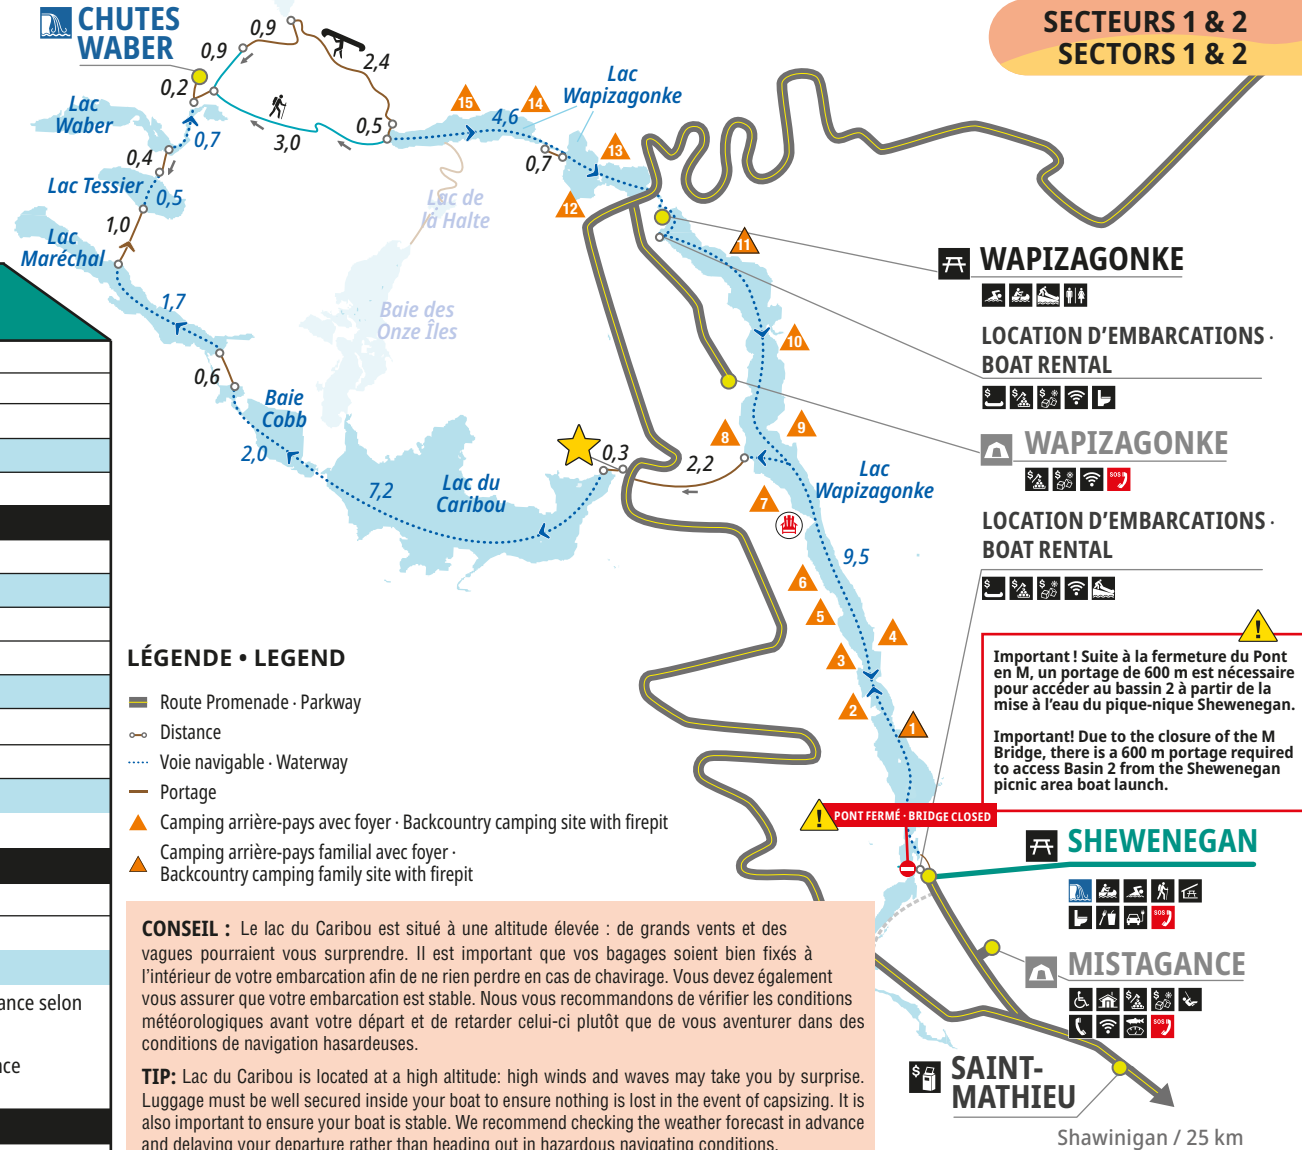 CHUTES
WABER
SECTEURS 1 & 2
SECTORS 1 & 2
0,9
0,9
2,4
0,2
Lac
Waber
0,7
3,0
0,5
15
4,6
14
Lac
Wapizagonke
0,7
13
12
0,4
Lac Tessier
0,5
1,0
Lac
Maréchal
1,7
0,6
Lac de
la Halte
Baie des
Onze Îles
Baie
Cobb
2,0
7,2
Lac du
Caribou
0,3
2,2
11
10
9
8
7
Lac
Wapizagonke
9,5
6
5
4
3
2
1
WAPIZAGONKE
LOCATION D'EMBARCATIONS ·
BOAT RENTAL
WAPIZAGONKE
SOS
LOCATION D'EMBARCATIONS ·
BOAT RENTAL
Important ! Suite à la fermeture du Pont
en M, un portage de 600 m est nécessaire
pour accéder au bassin 2 à partir de la
mise à l'eau du pique-nique Shewenegan.
Important! Due to the closure of the M
Bridge, there is a 600 m portage required
to access Basin 2 from the Shewenegan
picnic area boat launch.
PONT FERMÉ · BRIDGE CLOSED
SHEWENEGAN
SOS
MISTAGANCE
SOS
SAINT-
MATHIEU
Shawinigan / 25 km
LÉGENDE • LEGEND
Route Promenade · Parkway
Distance
Voie navigable · Waterway
Portage
Camping arrière-pays avec foyer · Backcountry camping site with firepit
Camping arrière-pays familial avec foyer ·
Backcountry camping family site with firepit
CONSEIL : Le lac du Caribou est situé à une altitude élevée : de grands vents et des
vagues pourraient vous surprendre. Il est important que vos bagages soient bien fixés à
l'intérieur de votre embarcation afin de ne rien perdre en cas de chavirage. Vous devez également
vous assurer que votre embarcation est stable. Nous vous recommandons de vérifier les conditions
météorologiques avant votre départ et de retarder celui-ci plutôt que de vous aventurer dans des
conditions de navigation hasardeuses.
TIP: Lac du Caribou is located at a high altitude: high winds and waves may take you by surprise.
Luggage must be well secured inside your boat to ensure nothing is lost in the event of capsizing. It is
also important to ensure your boat is stable. We recommend checking the weather forecast in advance
and delaying your departure rather than heading out in hazardous navigating conditions.
ance selon
ce